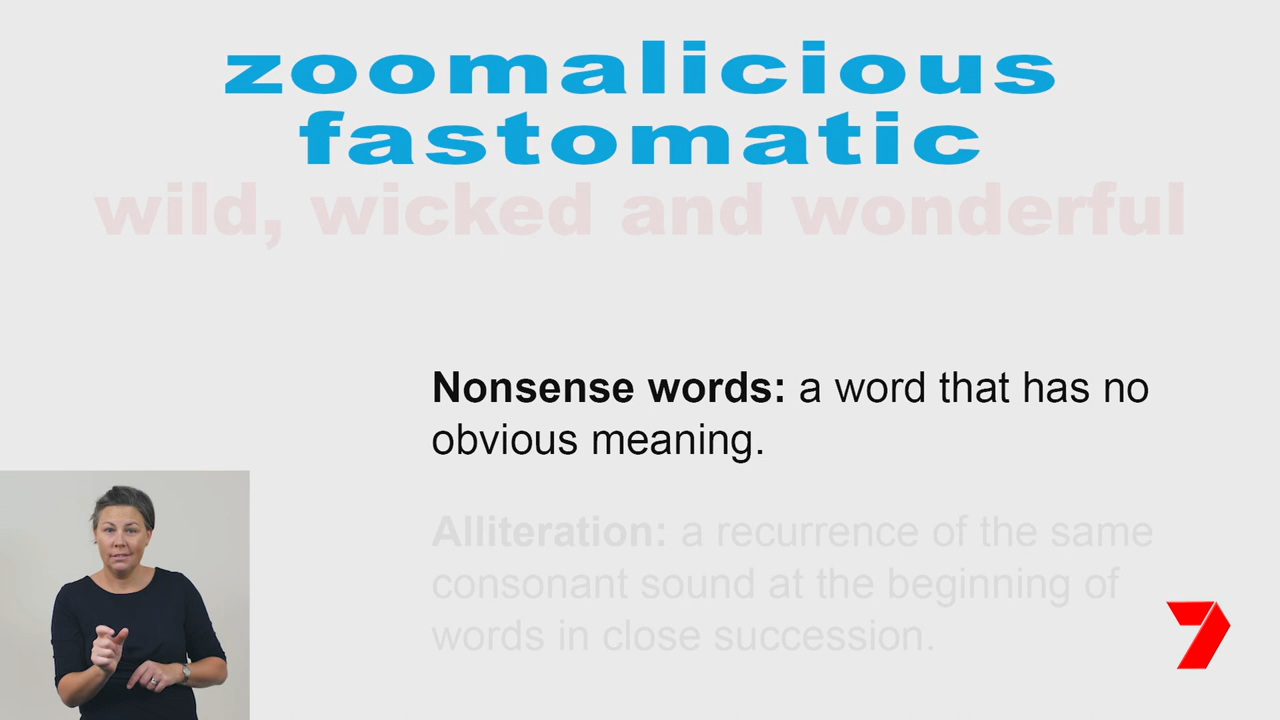 zoomalicious
fastomatic
wild, wicked and wonderful
Nonsense words: a word that has no
obvious meaning.
Alliteration: a recurrence of the same
consonant sound at the beginning of
words in close succession.
7